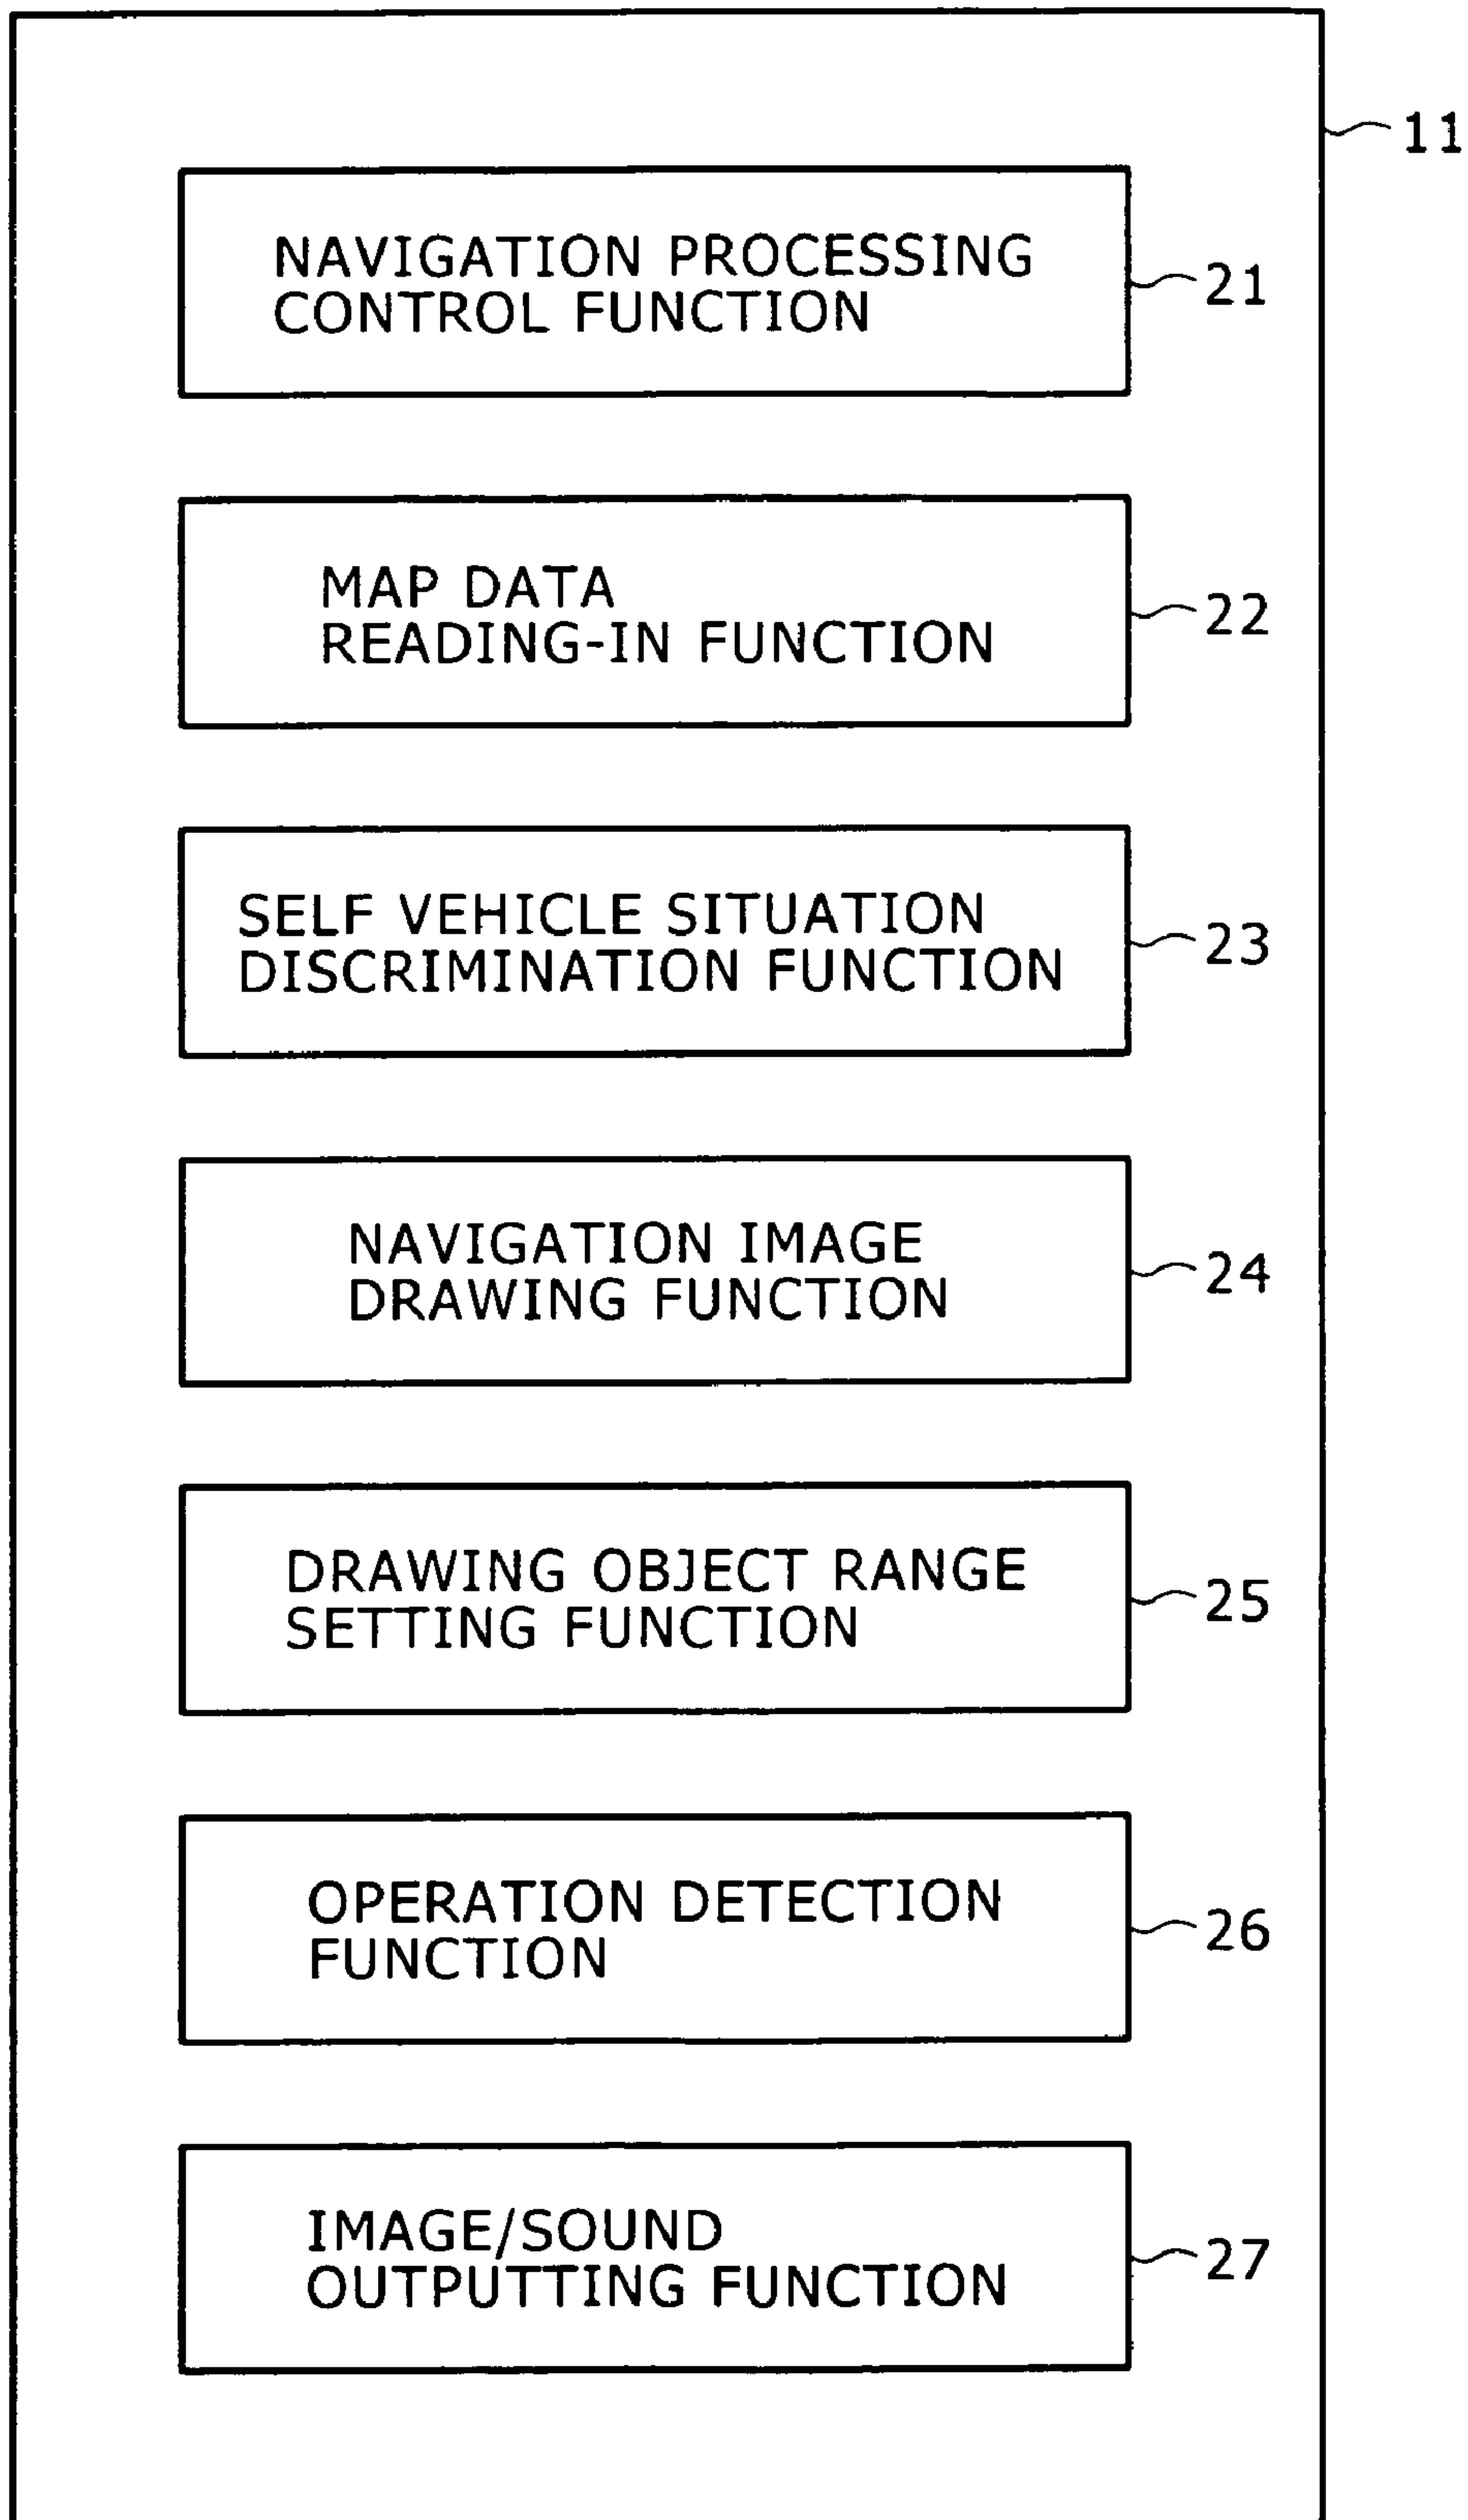 11
NAVIGATION PROCESSING
CONTROL FUNCTION
21
MAP DATA
READING-IN FUNCTION
22
SELF VEHICLE SITUATION
DISCRIMINATION FUNCTION
23
NAVIGATION IMAGE
DRAWING FUNCTION
24
DRAWING OBJECT RANGE
SETTING FUNCTION
25
OPERATION DETECTION
FUNCTION
26
IMAGE/SOUND
OUTPUTTING FUNCTION
27